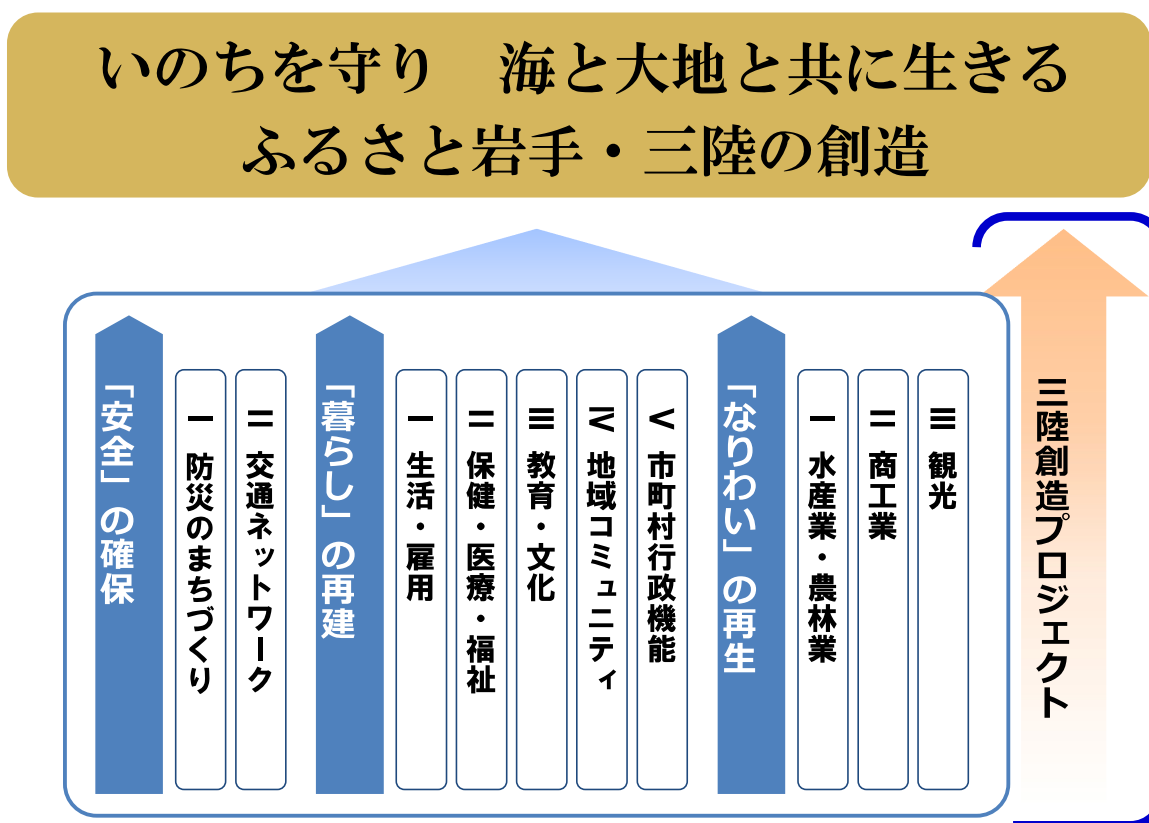 いのちを守り　海と大地と共に生きる
ふるさと岩手・三陸の創造
「安全」の確保
Ⅰ 防災のまちづくり
Ⅱ 交通ネットワーク
「暮らし」の再建
Ⅰ 生活・雇用
Ⅱ 保健・医療・福祉
Ⅲ 教育・文化
Ⅳ 地域コミュニティ
Ⅴ 市町村行政機能
「なりわい」の再生
Ⅰ 水産業・農林業
Ⅱ 商工業
Ⅲ 観光
三陸創造プロジェクト